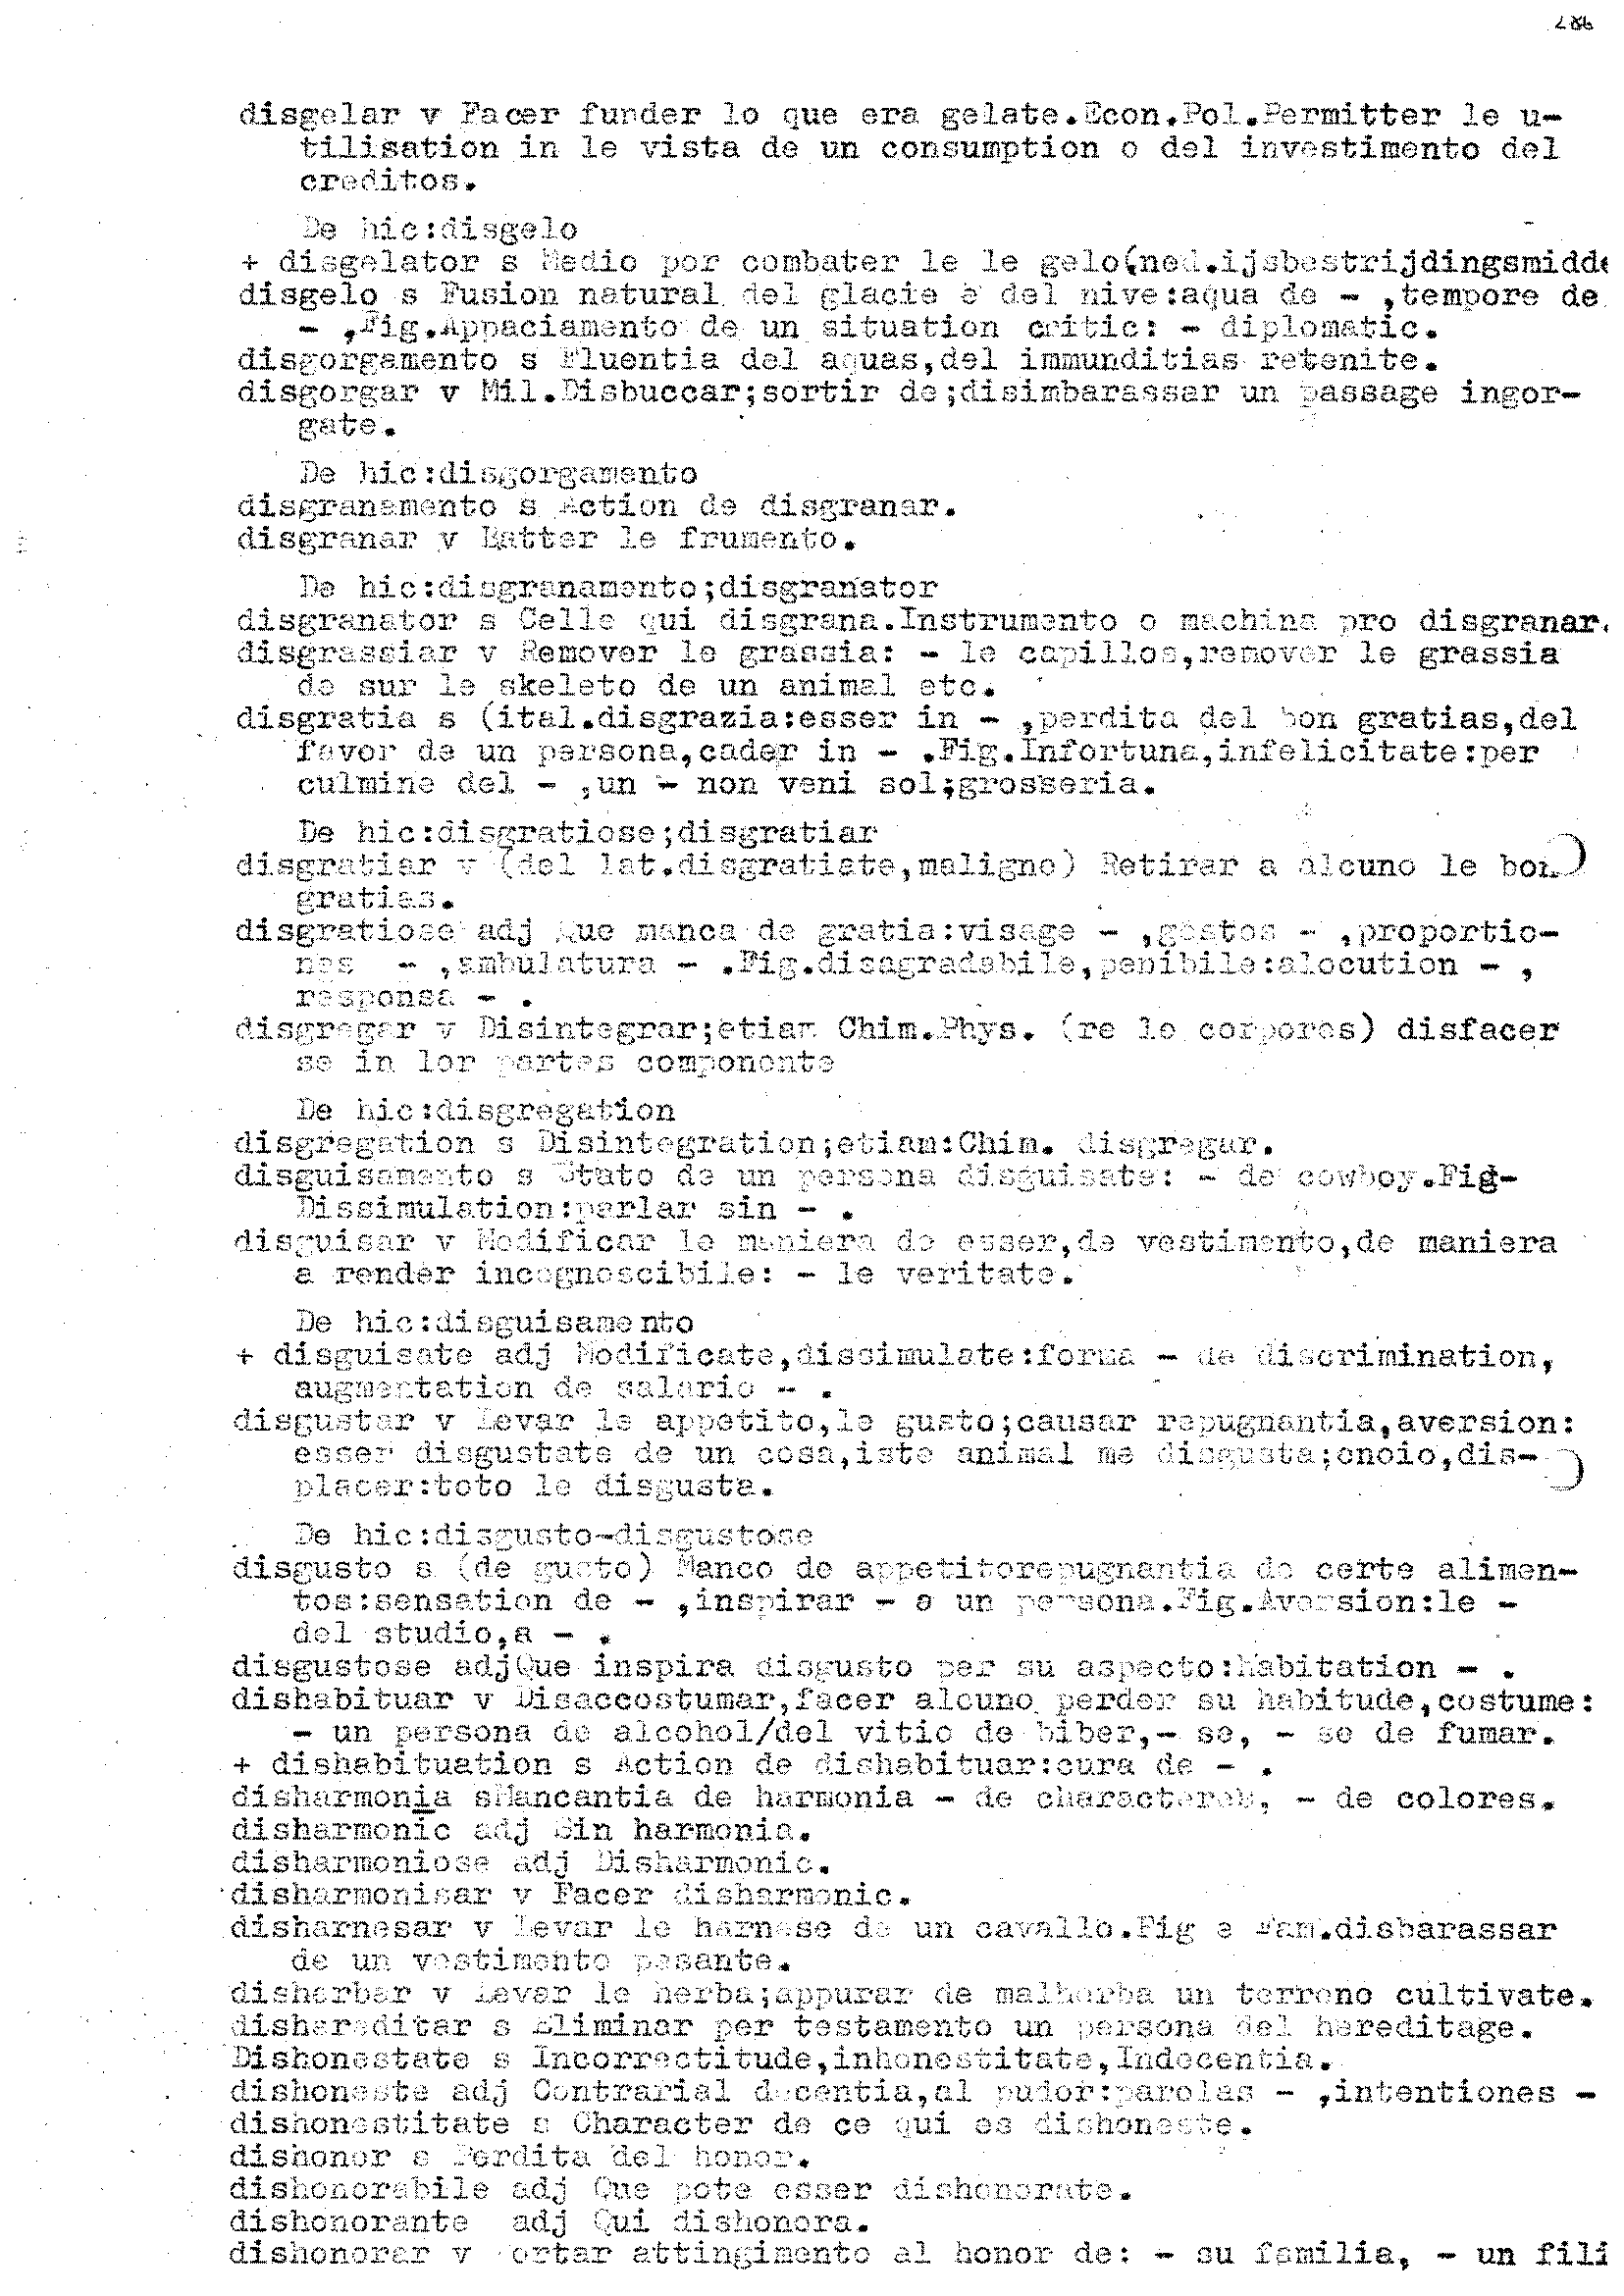 286
disgelar v Facer funder lo que era gelate.Econ.Pol.Permitter le u-
tilisation in le vista de un consumption o del investimento del
creditos.
De hic:disgelo
+ disgelator s Medio por combater le le gelo(ned.ijsbestrijdingsmidde
disgelo s Fusion natural del glacie e del nive:aqua de - ,tempore de
- ,Fig.Appaciamento de un situation critic: - diplomatic.
disgorgamento s Fluentia del aquas,del immunditias retenite.
disgorgar v Mil.Disbuccar;sortir de;disimbarassar un passage ingor-
gate.
De hic:disgorgamento
disgranamento s Action de disgranar.
disgranar v Batter le frumento.
De hic:disgranamento;disgranator
disgranator s Celle qui disgrana.Instrumento o machina pro disgranar.
disgrassiar v Remover le grassia: - le capillos,remover le grassia
de sur le skeleto de un animal etc.
disgratia s (ital.disgrazia:esser in - ,perdita del bon gratias,del
favor de un persona,cader in - .Fig.Infortuna,infelicitate:per
culmine del - ,un - non veni sol;grosseria.
De hic:disgratiose;disgratiar
disgratiar v (del lat.disgratiate,maligno) Retirar a alcuno le bon
gratias.
disgratiose adj Que manca de gratia:visage - ,gestos - ,proportio-
nes - ,ambulatura - .Fig.disagradabile,penibile:alocution - ,
responsa - .
disgregar v Disintegrar;etiam Chim.Phys. (re le corpores) disfacer
se in lor partes componente
De hic:disgregation
disgregation s Disintegration;etiam:Chim. disgregar.
disguisamento s Stato de un persona disguisate: - de cowboy.Fig-
Dissimulation:parlar sin - .
disguisar v Modificar le maniera de esser,de vestimento,de maniera
a render incognoscibile: - le veritate.
De hic:disguisamento
+ disguisate adj Modificate,dissimulate:forma - de discrimination,
augmentation de salario - .
disgustar v Levar le appetito,le gusto;causar repugnantia,aversion:
esser disgustate de un cosa,iste animal me disgusta;enoio,dis-
placer:toto le disgusta.
De hic:disgusto-disgustose
disgusto s (de gusto) Manco de appetitorepugnantia de certe alimen-
tos:sensation de - ,inspirar - a un persona.Fig.Aversion:le -
del studio,a - .
disgustose adjQue inspira disgusto per su aspecto:habitation - .
dishabituar v Disaccostumar,facer alcuno perder su habitude,costume:
- un persona de alcohol/del vitio de biber,- se, - se de fumar.
+ dishabituation s Action de dishabituar:cura de - .
disharmonia sMancantia de harmonia - de characteres, - de colores.
disharmonic adj Sin harmonia.
disharmoniose adj Disharmonic.
disharmonisar v Facer disharmonic.
disharnesar v Levar le harnese de un cavallo.Fig e Fam.disbarassar
de un vestimento pesante.
disherbar v Levar le herba;appurar de malherba un terreno cultivate.
dishereditar s Eliminar per testamento un persona del hereditage.
Dishonestate s Incorrectitude,inhonestitate,Indecentia.
dishoneste adj Contrarial decentia,al pudor:parolas - ,intentiones -
dishonestitate s Character de ce qui es dishoneste.
dishonor s Perdita del honor.
dishonorabile adj Que pote esser dishonorate.
dishonorante adj Qui dishonora.
dishonorar v ortar attingimento al honor de: - su familia, - un fili